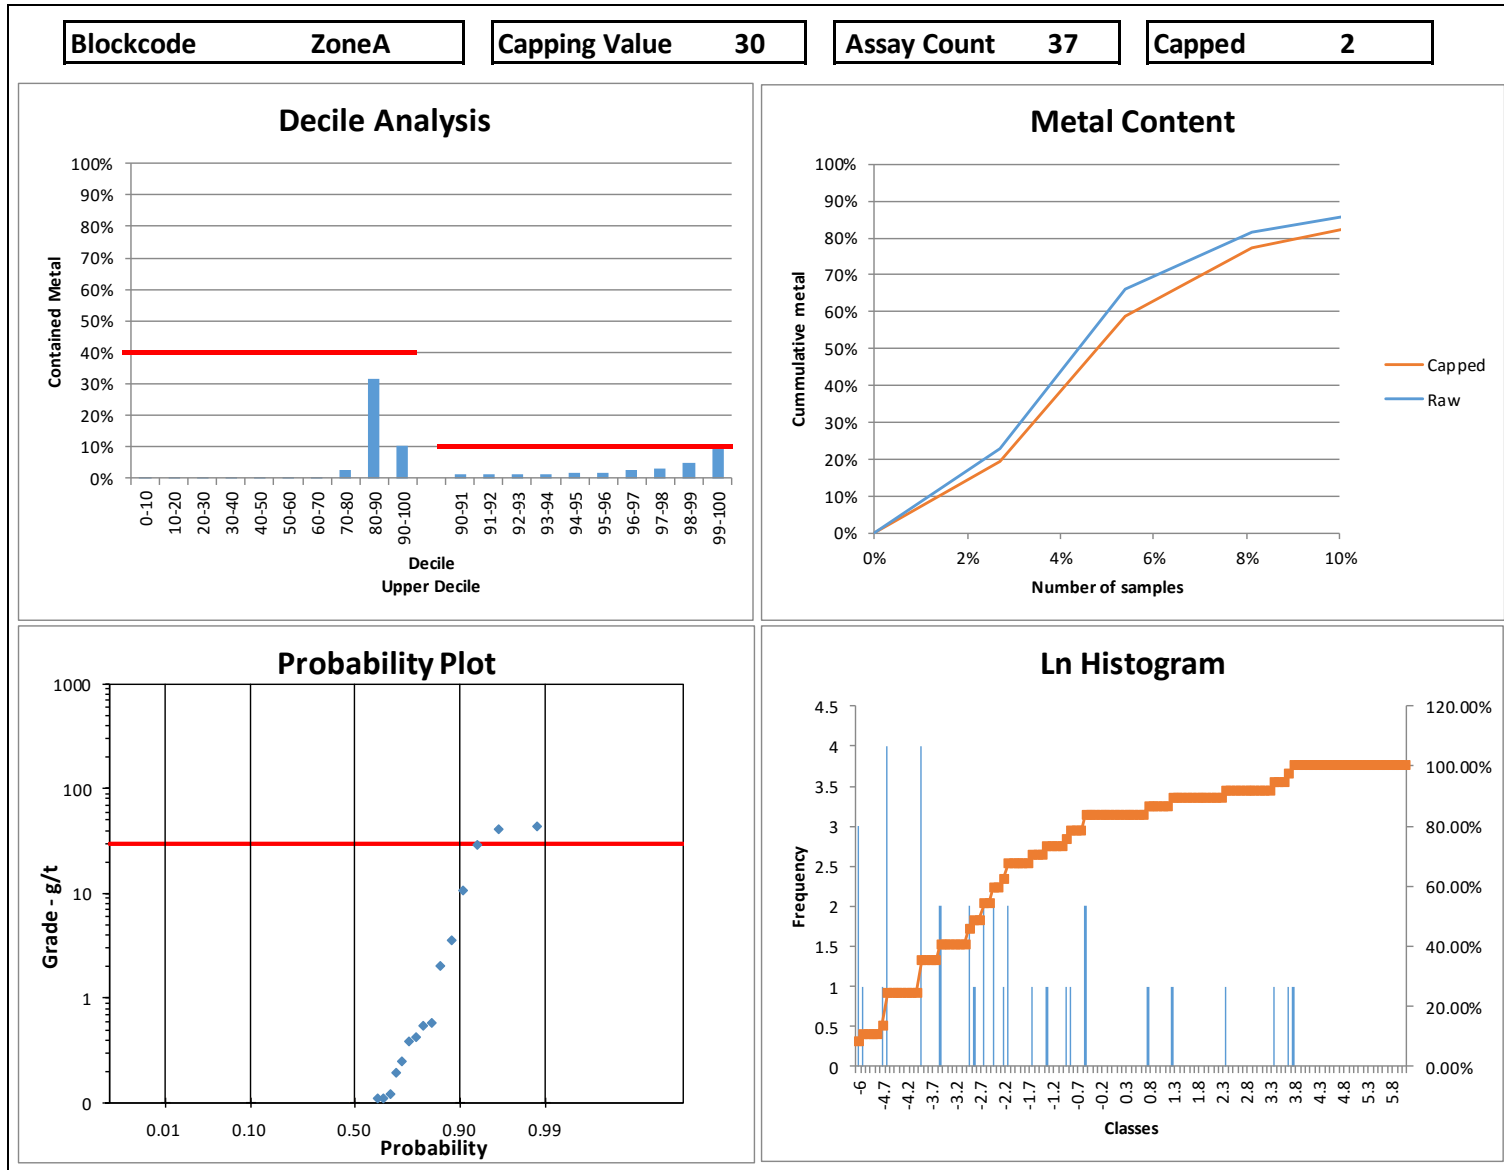 Blockcode ZoneA Capping Value 30 Assay Count 37 Capped 2
Decile Analysis
100%
90%
80%
70%
60%
50%
40%
30%
20%
10%
0%
Contained Metal
0-10 10-20 20-30 30-40 40-50 50-60 60-70 70-80 80-90 90-100 90-91 91-92 92-93 93-94 94-95 95-96 96-97 97-98 98-99 99-100
Decile
Upper Decile
Metal Content
100%
90%
80%
70%
60%
50%
40%
30%
20%
10%
0%
Cummulative metal
0% 2% 4% 6% 8% 10%
Number of samples
Capped
Raw
Probability Plot
1000
100
10
1
0
Grade - g/t
0.01 0.10 0.50 0.90 0.99
Probability
Ln Histogram
4.5
4
3.5
3
2.5
2
1.5
1
0.5
0
Frequency
120.00%
100.00%
80.00%
60.00%
40.00%
20.00%
0.00%
-6 -4.7 -4.2 -3.7 -3.2 -2.7 -2.2 -1.7 -1.2 -0.7 -0.2 0.3 0.8 1.3 1.8 2.3 2.8 3.3 3.8 4.3 4.8 5.3 5.8
Classes